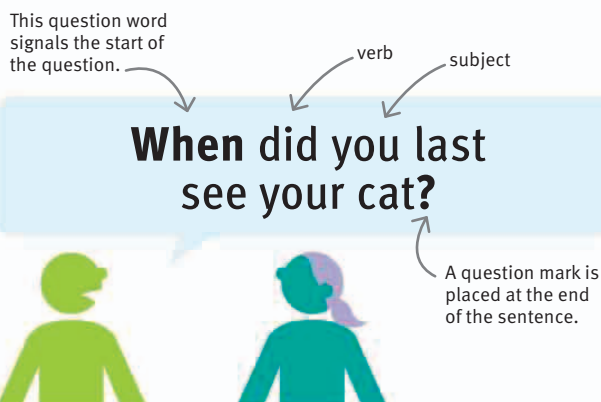 This question word
signals the start of
the question.
verb
subject
When did you last
see your cat?
A question mark is
placed at the end
of the sentence.